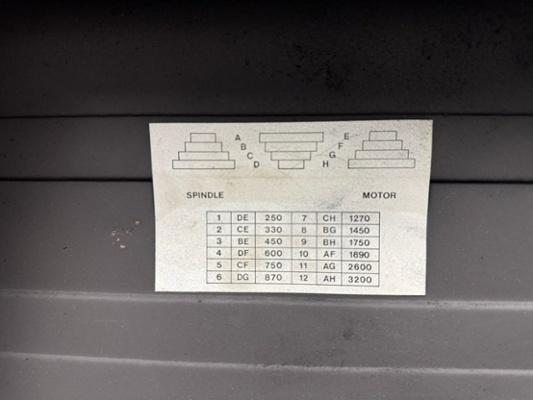 A E
B F
C G
D H
SPINDLE MOTOR
1 DE 250 7 CH 1270
2 CE 330 8 BG 1450
3 BE 450 9 BH 1750
4 DF 600 10 AF 1890
5 CF 750 11 AG 2600
6 DG 870 12 AH 3200